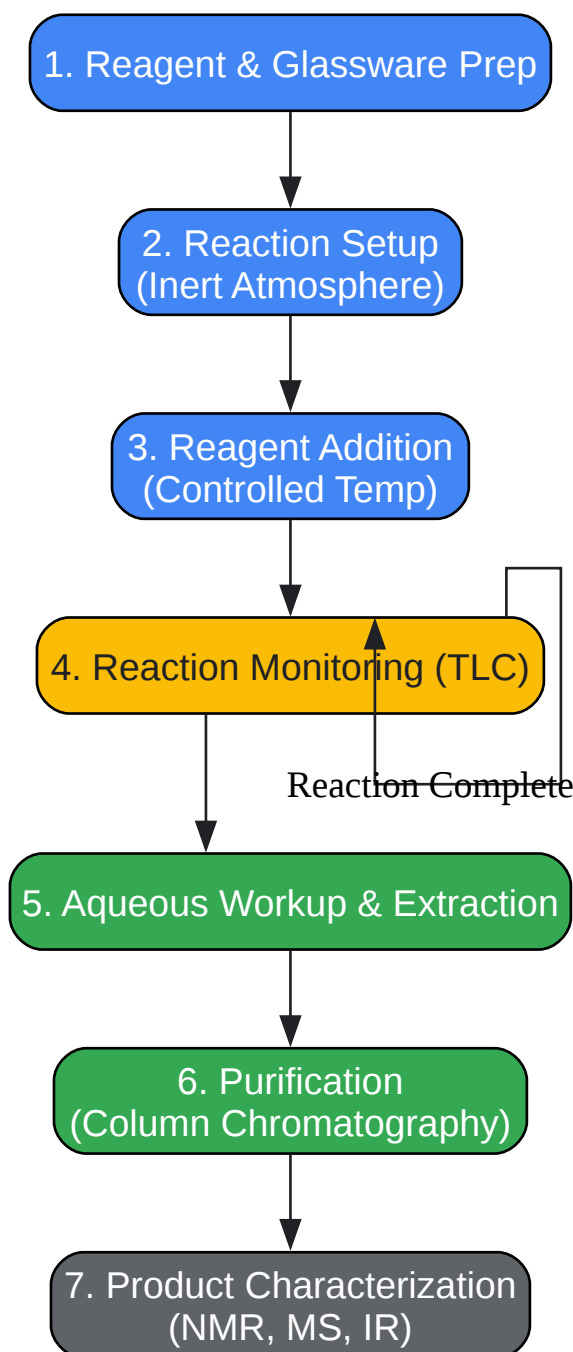 1. Reagent & Glassware Prep
2. Reaction Setup
(Inert Atmosphere)
3. Reagent Addition
(Controlled Temp)
4. Reaction Monitoring (TLC)
Reaction Complete
5. Aqueous Workup & Extraction
6. Purification
(Column Chromatography)
7. Product Characterization
(NMR, MS, IR)